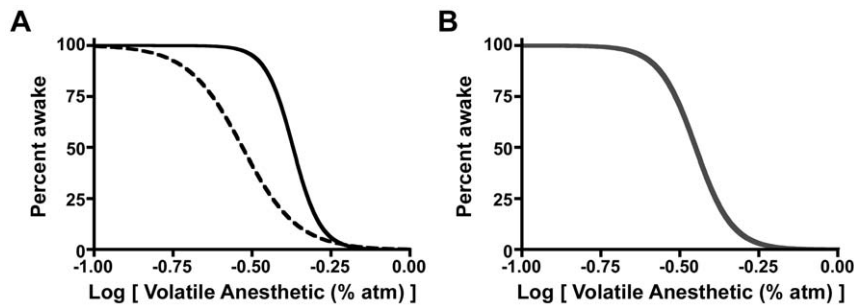 A
Percent awake
100
75
50
25
0
-1.00 -0.75 -0.50 -0.25 0.00
Log [ Volatile Anesthetic (% atm) ]
B
Percent awake
100
75
50
25
0
-1.00 -0.75 -0.50 -0.25 0.00
Log [ Volatile Anesthetic (% atm) ]